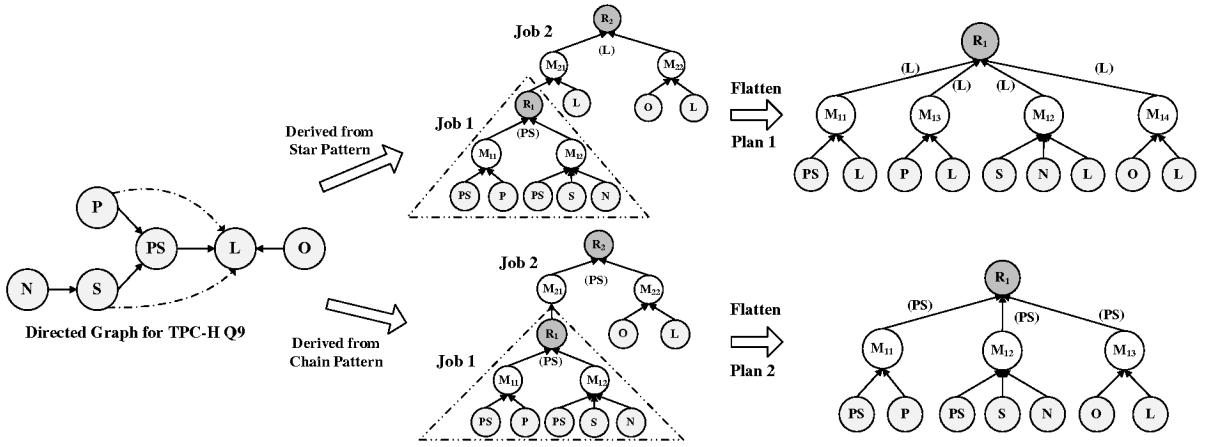 P
PS
L
O
N
S
Directed Graph for TPC-H Q9
Derived from
Star Pattern
Derived from
Chain Pattern
Job 2
R2
(L)
M21
M22
R1
L
O
L
Job 1
(PS)
M11
M12
PS
P
PS
S
N
Flatten
Plan 1
R1
(L)
(L)
(L)
(L)
M11
M13
M12
M14
PS
L
P
L
S
N
L
O
L
Job 2
R2
(PS)
M21
M22
R1
O
L
Job 1
(PS)
M11
M12
PS
P
PS
S
N
Flatten
Plan 2
R1
(PS)
(PS)
(PS)
M11
M12
M13
PS
P
PS
S
N
O
L